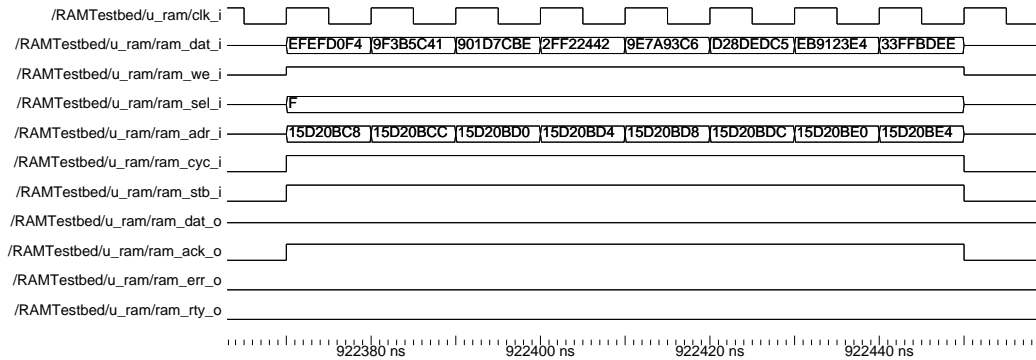 /RAMTestbed/u_ram/clk_i
/RAMTestbed/u_ram/ram_dat_i EFEFD0F4 9F3B5C41 901D7CBE 2FF22442 9E7A93C6 D28DEDC5 EB9123E4 33FFBDEE
/RAMTestbed/u_ram/ram_we_i
/RAMTestbed/u_ram/ram_sel_i F
/RAMTestbed/u_ram/ram_adr_i 15D20BC8 15D20BCC 15D20BD0 15D20BD4 15D20BD8 15D20BDC 15D20BE0 15D20BE4
/RAMTestbed/u_ram/ram_cyc_i
/RAMTestbed/u_ram/ram_stb_i
/RAMTestbed/u_ram/ram_dat_o
/RAMTestbed/u_ram/ram_ack_o
/RAMTestbed/u_ram/ram_err_o
/RAMTestbed/u_ram/ram_rty_o
922380 ns 922400 ns 922420 ns 922440 ns